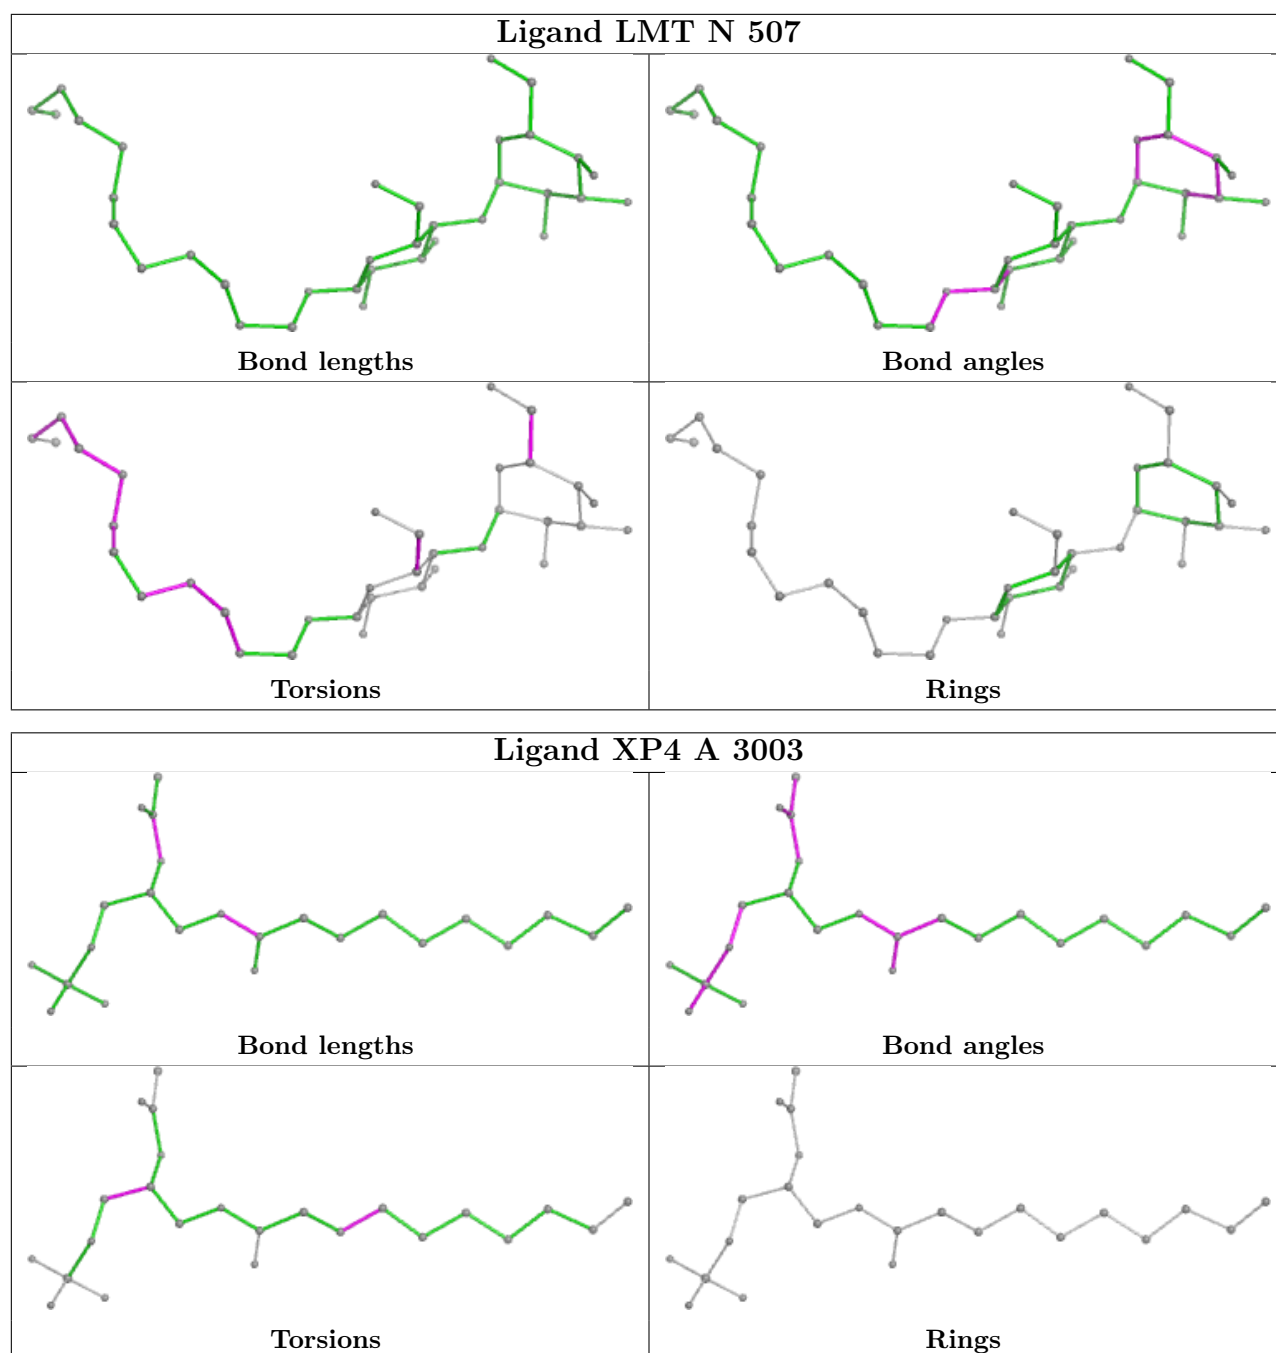 Ligand LMT N 507
Bond lengths
Bond angles
Torsions
Rings
Ligand XP4 A 3003
Bond lengths
Bond angles
Torsions
Rings